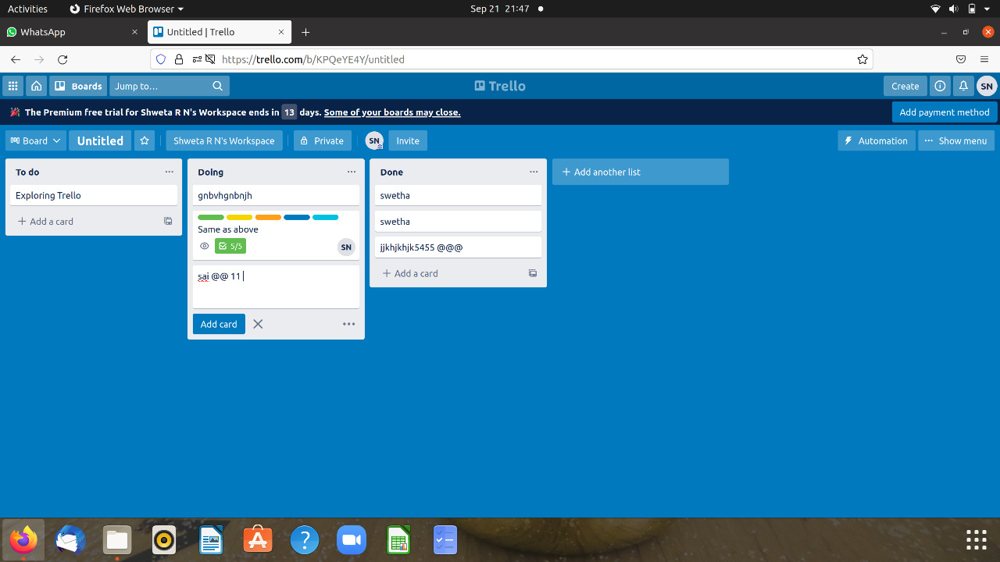 Activities Firefox Web Browser Sep 21 21:47
WhatsApp Untitled | Trello
https://trello.com/b/KPQeYE4Y/untitled
Boards Jump to... Trello Create SN
The Premium free trial for Shweta R N's Workspace ends in 13 days. Some of your boards may close. Add payment method
Board Untitled Shweta R N's Workspace Private SN Invite Automation Show menu
To do
Exploring Trello
Add a card
Doing
gnbvhgnbnjh
Same as above
5/5 SN
sai @@ 11
Add card
Done
swetha
swetha
jjkhjkhjk5455 @@@
Add a card
Add another list